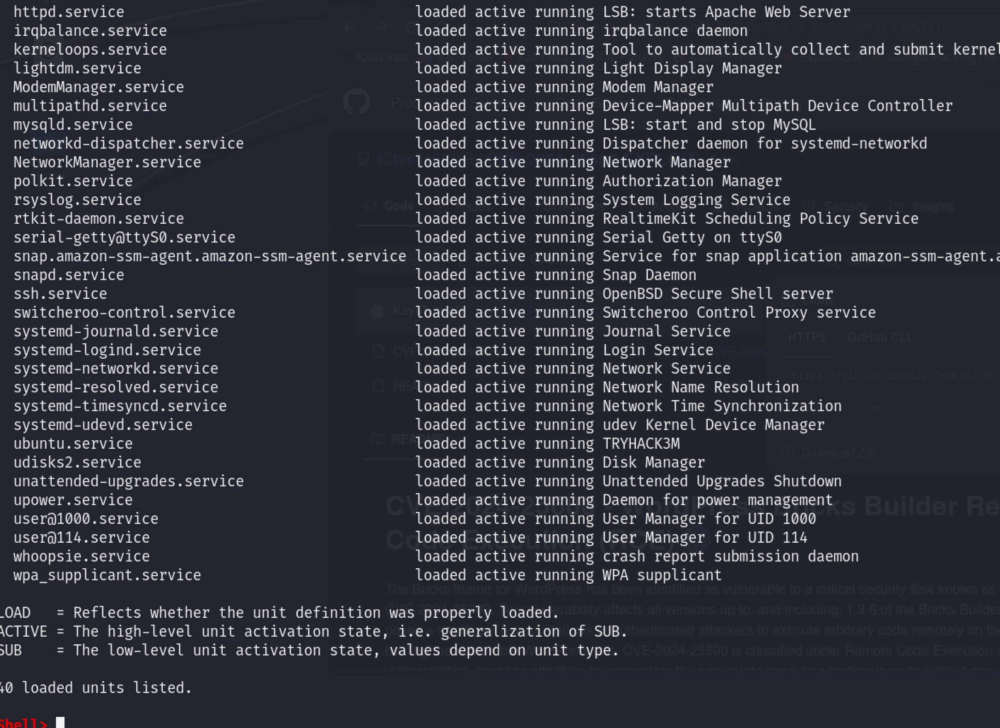 httpd.service loaded active running LSB: starts Apache Web Server
irqbalance.service loaded active running irqbalance daemon
kerneloops.service loaded active running Tool to automatically collect and submit kernel
lightdm.service loaded active running Light Display Manager
ModemManager.service loaded active running Modem Manager
multipathd.service loaded active running Device-Mapper Multipath Device Controller
mysqld.service loaded active running LSB: start and stop MySQL
networkd-dispatcher.service loaded active running Dispatcher daemon for systemd-networkd
NetworkManager.service loaded active running Network Manager
polkit.service loaded active running Authorization Manager
rsyslog.service loaded active running System Logging Service
rtkit-daemon.service loaded active running RealtimeKit Scheduling Policy Service
serial-getty@ttyS0.service loaded active running Serial Getty on ttyS0
snap.amazon-ssm-agent.amazon-ssm-agent.service loaded active running Service for snap application amazon-ssm-agent.a
snapd.service loaded active running Snap Daemon
ssh.service loaded active running OpenBSD Secure Shell server
switcheroo-control.service loaded active running Switcheroo Control Proxy service
systemd-journald.service loaded active running Journal Service
systemd-logind.service loaded active running Login Service
systemd-networkd.service loaded active running Network Service
systemd-resolved.service loaded active running Network Name Resolution
systemd-timesyncd.service loaded active running Network Time Synchronization
systemd-udevd.service loaded active running udev Kernel Device Manager
ubuntu.service loaded active running TRYHACK3M
udisks2.service loaded active running Disk Manager
unattended-upgrades.service loaded active running Unattended Upgrades Shutdown
upower.service loaded active running Daemon for power management
user@1000.service loaded active running User Manager for UID 1000
user@114.service loaded active running User Manager for UID 114
whoopsie.service loaded active running crash report submission daemon
wpa_supplicant.service loaded active running WPA supplicant
LOAD = Reflects whether the unit definition was properly loaded.
ACTIVE = The high-level unit activation state, i.e. generalization of SUB.
SUB = The low-level unit activation state, values depend on unit type.
40 loaded units listed.
Shell>